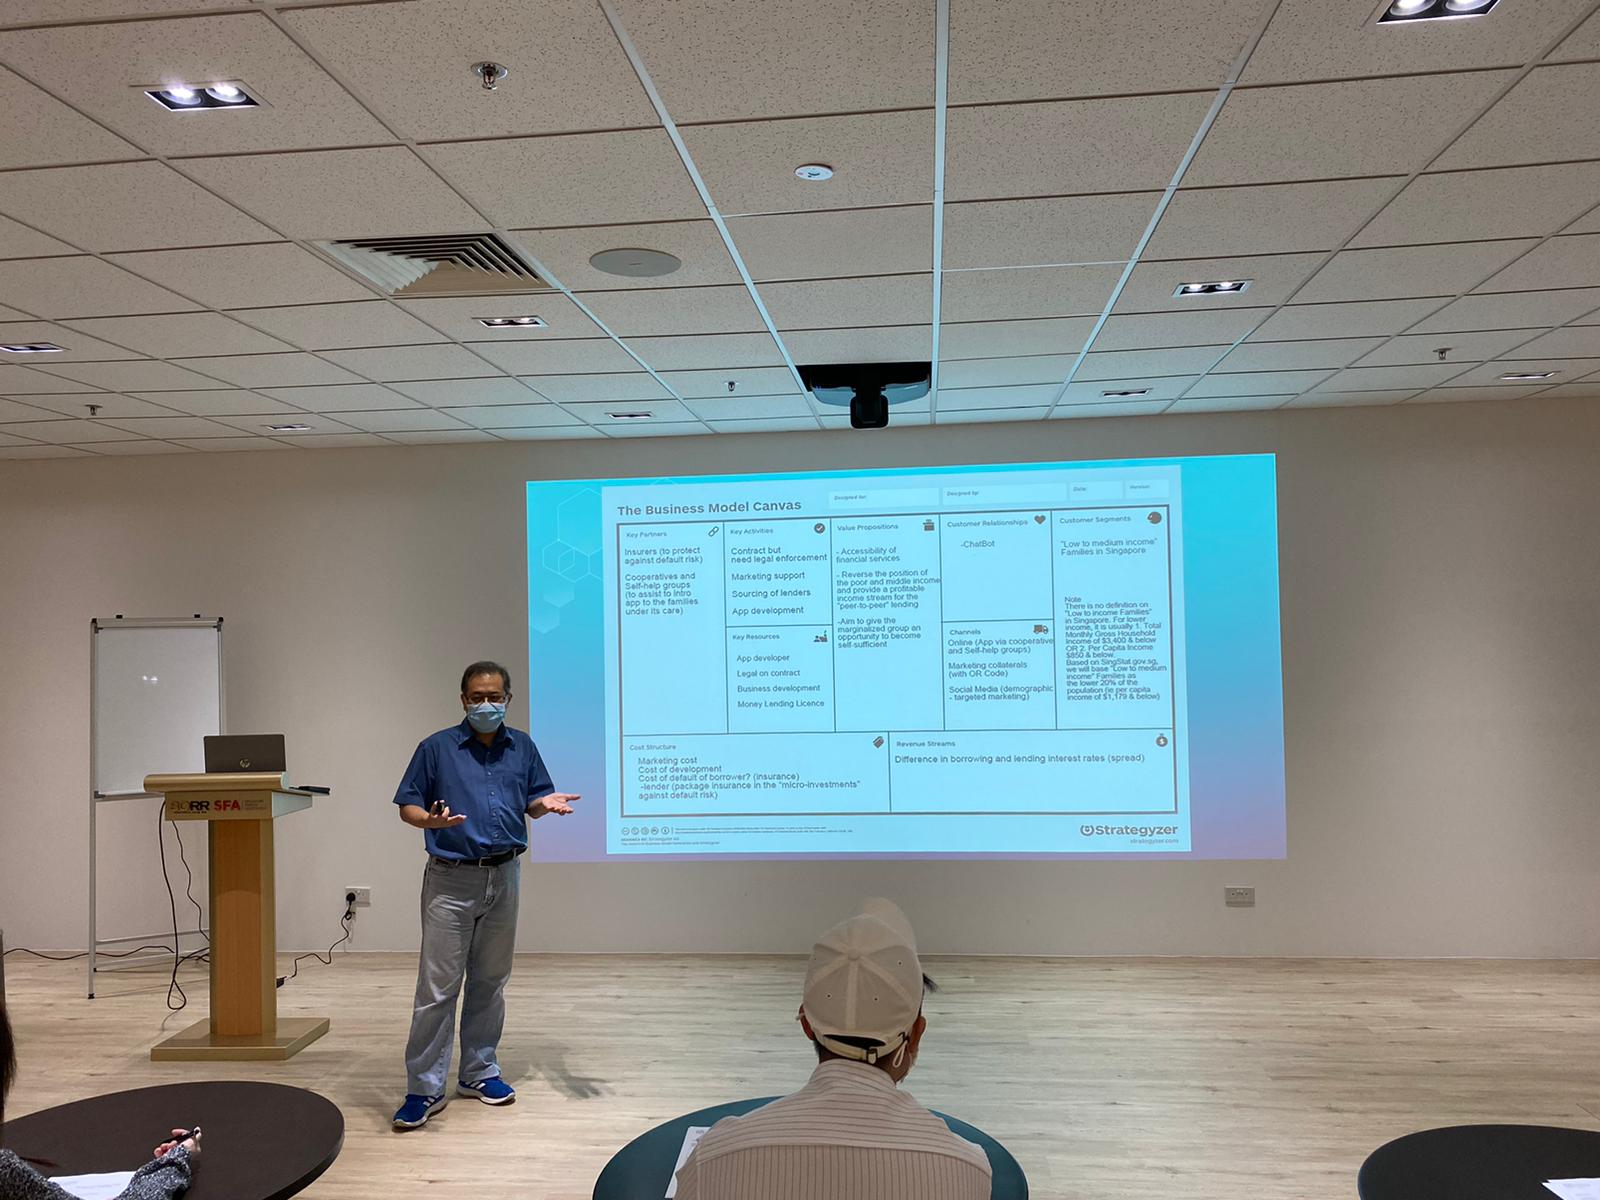 The Business Model Canvas
Designed for:
Designed by:
Date:
Version:
Key Partners
Insurers (to protect
against default risk)
Cooperatives and
Self-help groups
(to assist to intro
app to the families
under its care)
Key Activities
Contract but
need legal enforcement
Marketing support
Sourcing of lenders
App development
Key Resources
App developer
Legal on contract
Business development
Money Lending Licence
Value Propositions
- Accessibility of
financial services
- Reverse the position of
the poor and middle income
and provide a profitable
income stream for the
"peer-to-peer" lending
-Aim to give the
marginalized group an
opportunity to become
self-sufficient
Customer Relationships
-ChatBot
Channels
Online (App via cooperative
and Self-help groups)
Marketing collaterals
(with QR Code)
Social Media (demographic
- targeted marketing)
Customer Segments
"Low to medium income"
Families in Singapore
Note
There is no definition on
"Low to income Families"
in Singapore. For lower
income, it is usually 1. Total
Monthly Gross Household
Income of $3,400 & below
OR 2. Per Capita Income
$850 & below.
Based on SingStat.gov.sg,
we will base "Low to medium
income" Families as
the lower 20% of the
population (ie per capita
income of $1,179 & below)
Cost Structure
Marketing cost
Cost of development
Cost of default of borrower? (insurance)
-lender (package insurance in the "micro-investments"
against default risk)
Revenue Streams
Difference in borrowing and lending interest rates (spread)
Strategyzer
strategyzer.com
RR SFA
hp